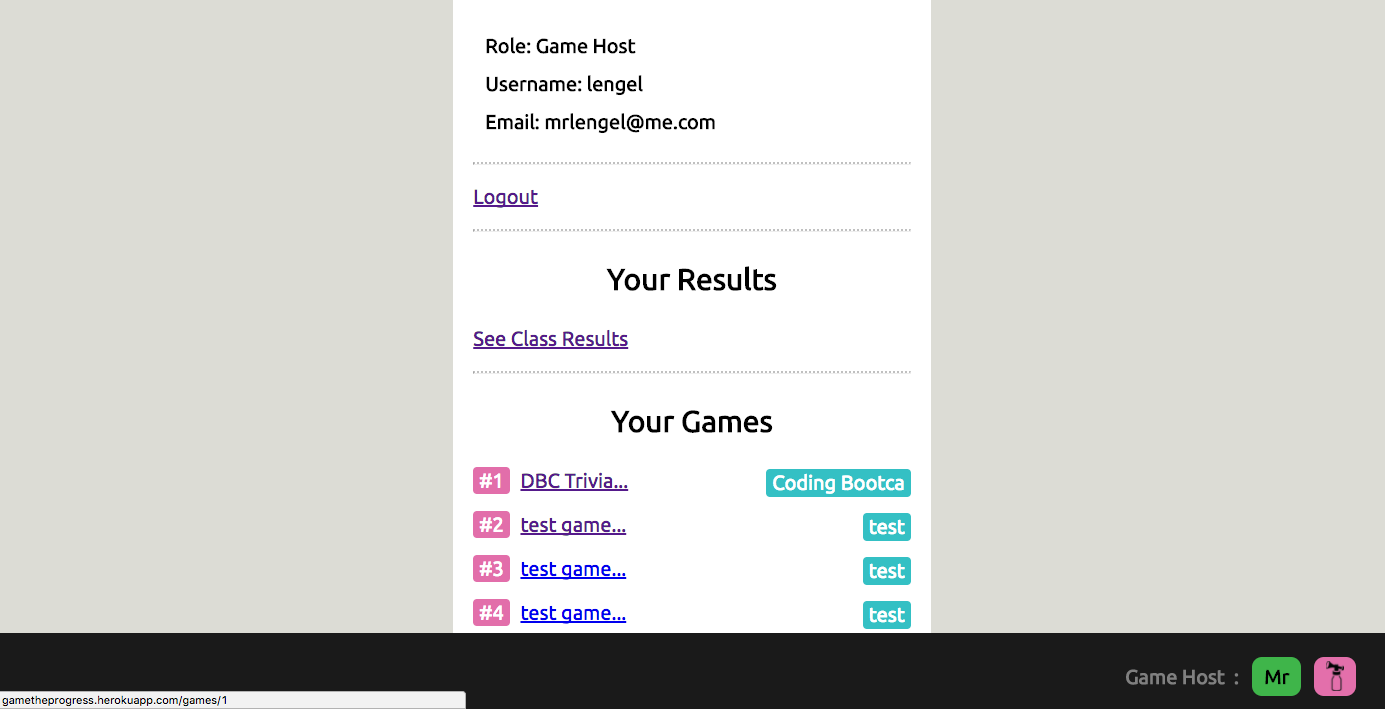 Role: Game Host
Username: lengel
Email: mrlengel@me.com
Logout
Your Results
See Class Results
Your Games
#1 DBC Trivia... Coding Bootca
#2 test game... test
#3 test game... test
#4 test game... test
Game Host : Mr
gametheprogress.herokuapp.com/games/1